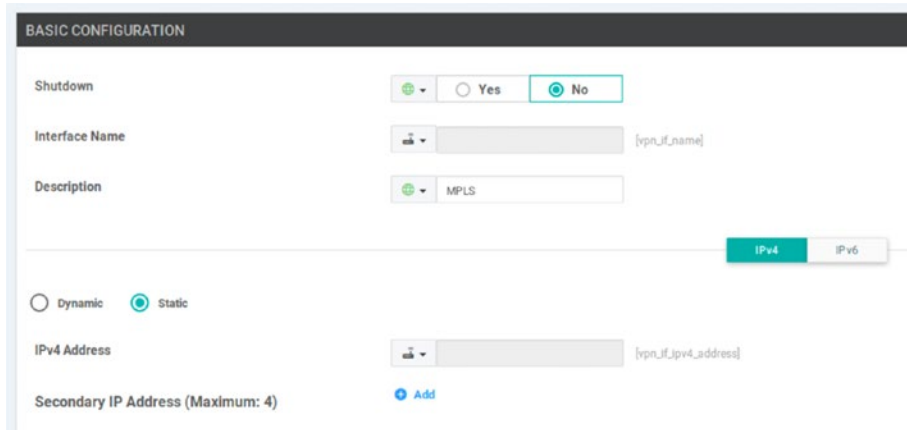 BASIC CONFIGURATION
Shutdown Yes No
Interface Name [vpn_if_name]
Description MPLS
IPv4 IPv6
Dynamic Static
IPv4 Address [vpn_if_ipv4_address]
Secondary IP Address (Maximum: 4) Add